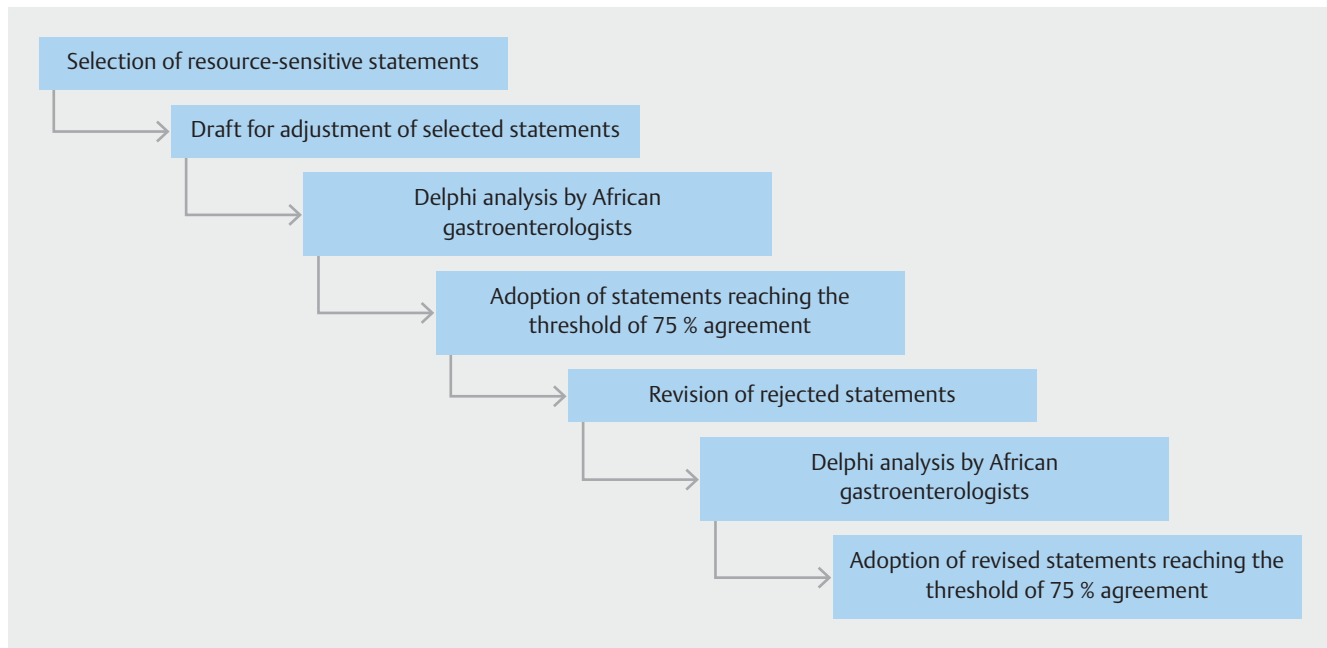 Selection of resource-sensitive statements
Draft for adjustment of selected statements
Delphi analysis by African
gastroenterologists
Adoption of statements reaching the
threshold of 75 % agreement
Revision of rejected statements
Delphi analysis by African
gastroenterologists
Adoption of revised statements reaching the
threshold of 75 % agreement